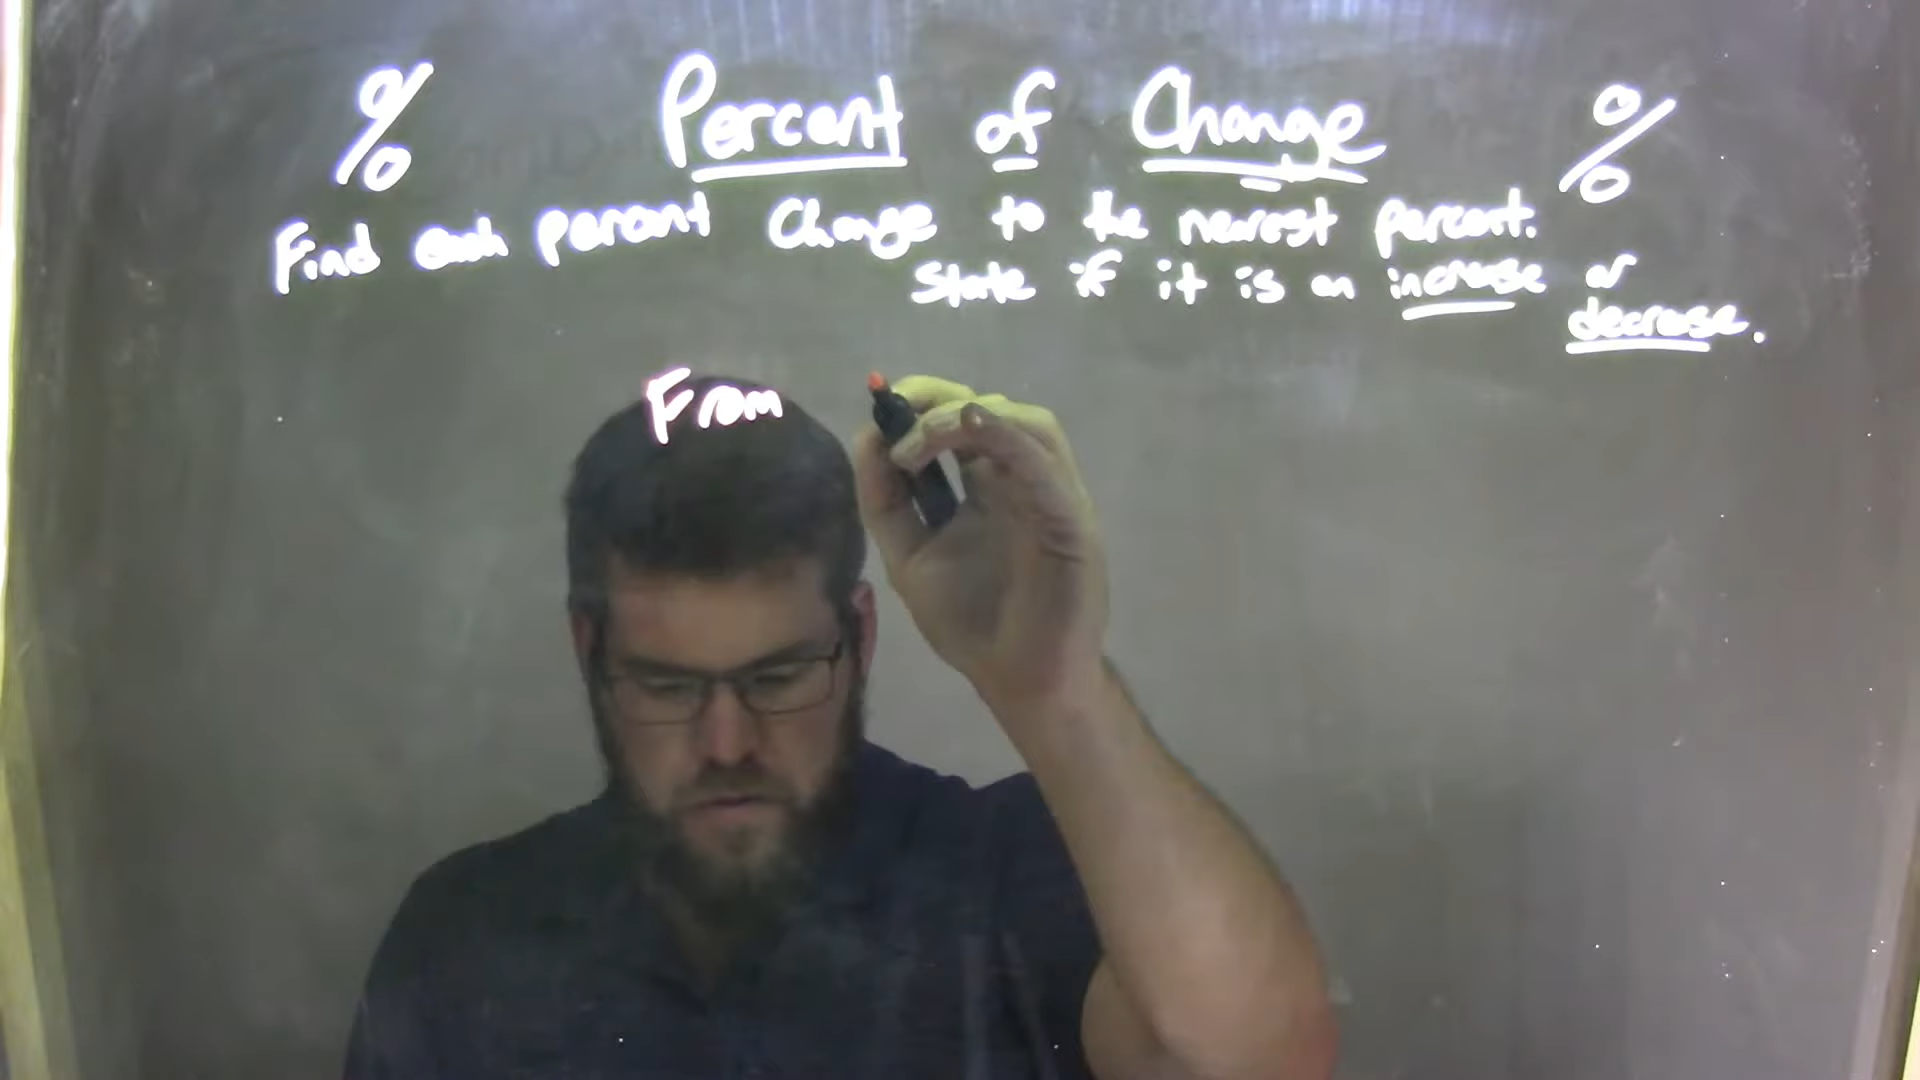 % Percent of Change %
Find each percent Change to the nearest percent.
State if it is an increase or
decrease.
From